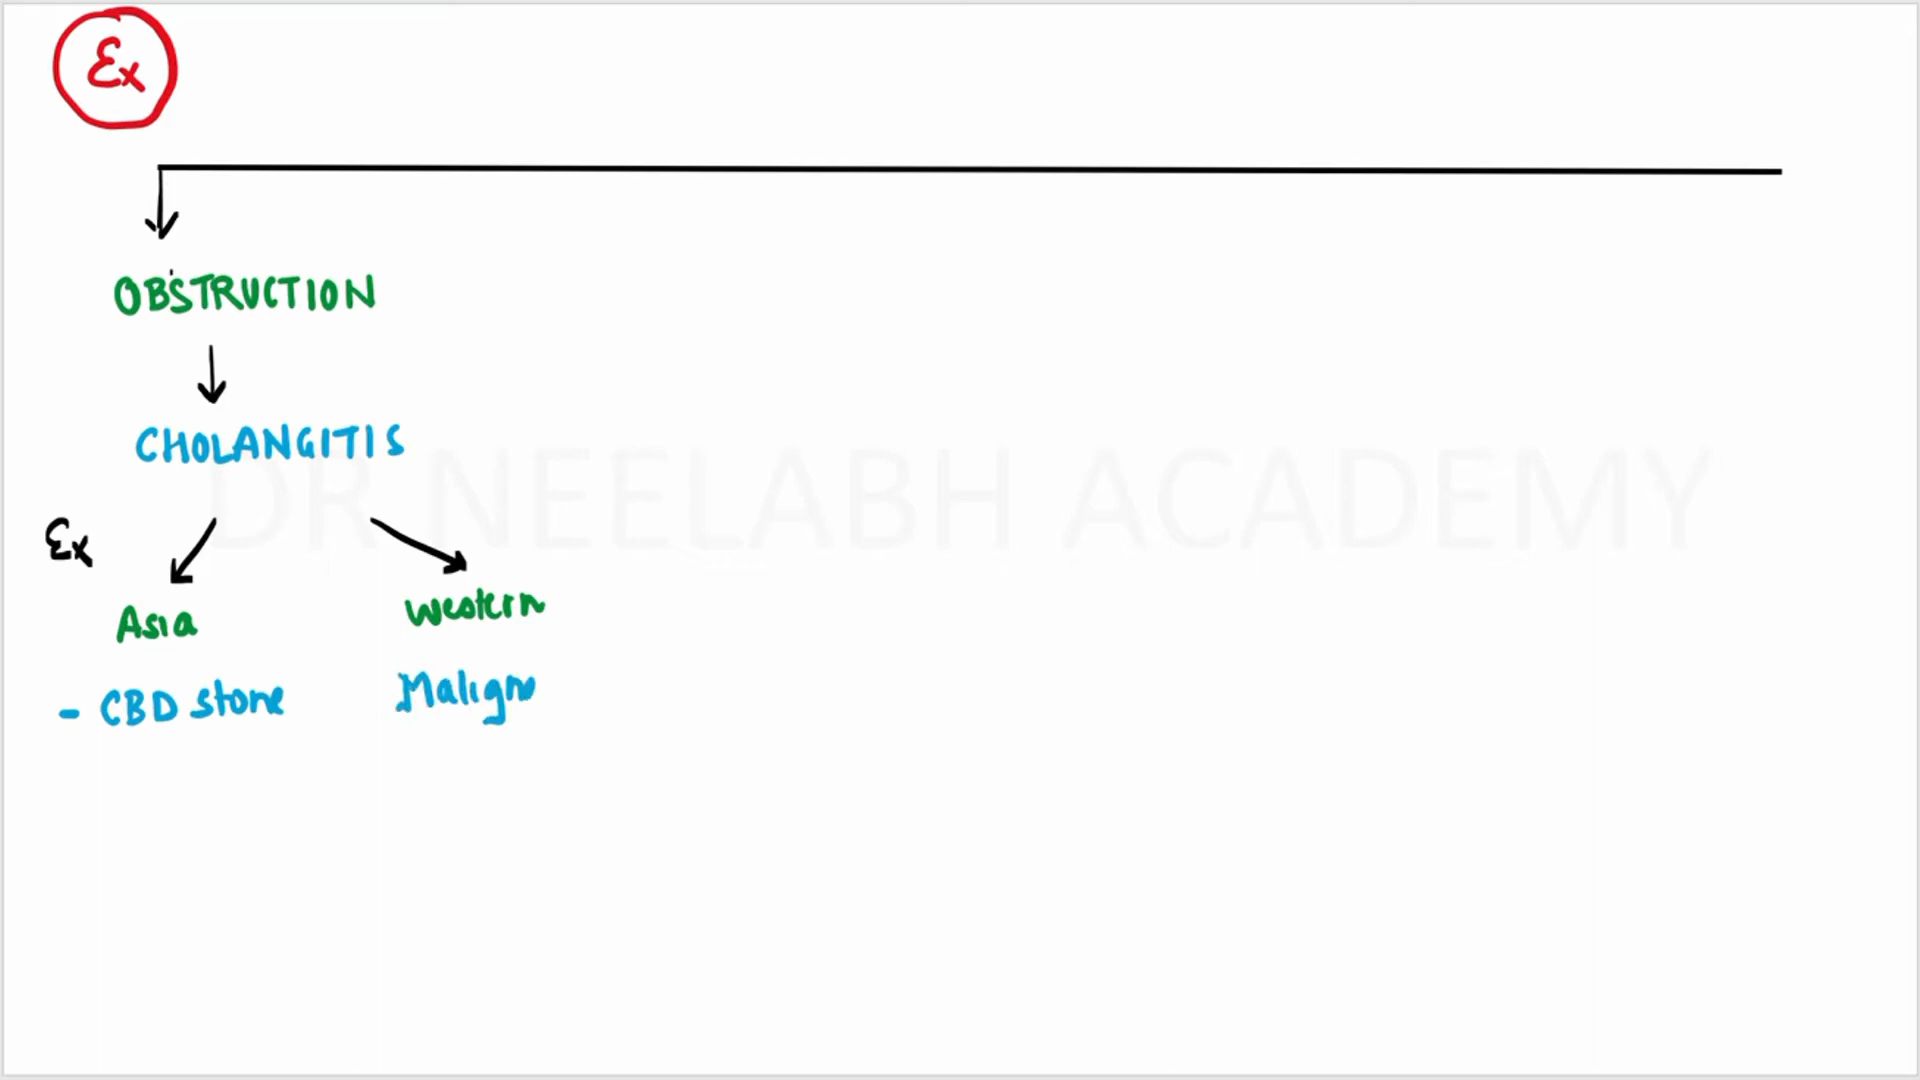 Ex
OBSTRUCTION
CHOLANGITIS
DR NEELABH ACADEMY
Ex
Asia
Western
- CBD stone
Malign